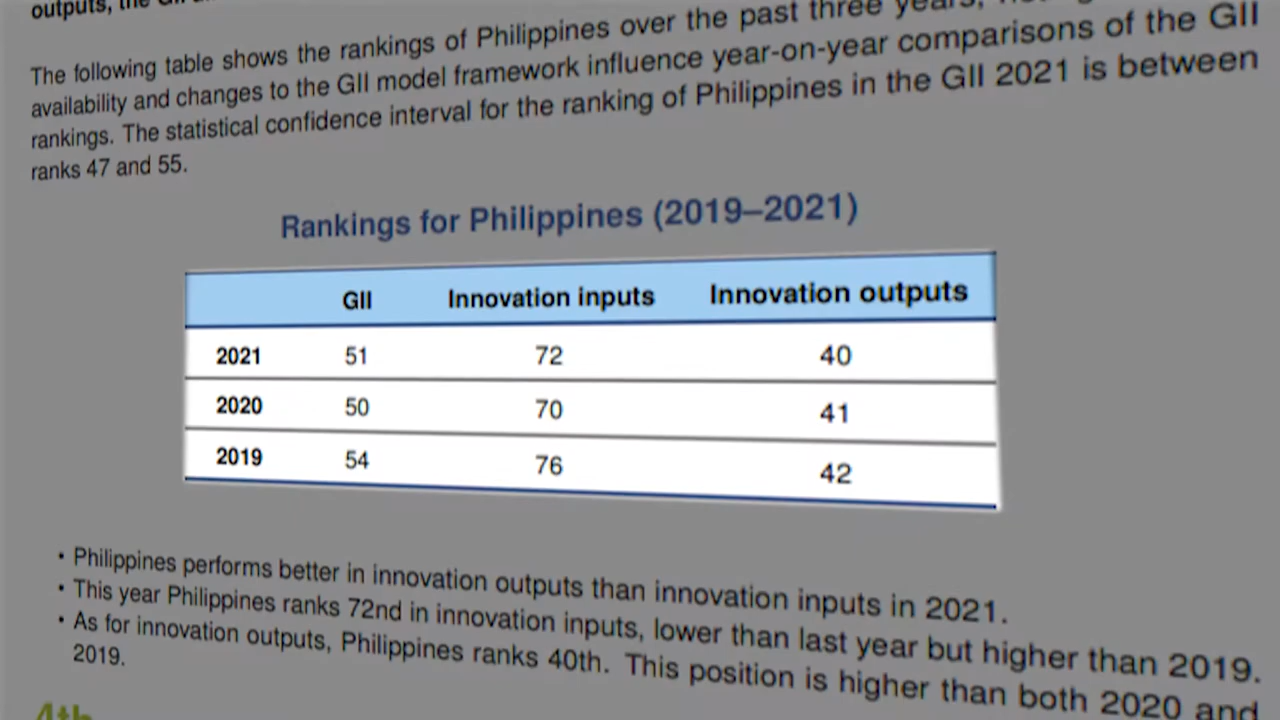 outputs, the GII
The following table shows the rankings of Philippines over the past three years,
availability and changes to the GII model framework influence year-on-year comparisons of the GII
rankings. The statistical confidence interval for the ranking of Philippines in the GII 2021 is between
ranks 47 and 55.
Rankings for Philippines (2019–2021)
GII Innovation inputs Innovation outputs
2021 51 72 40
2020 50 70 41
2019 54 76 42
• Philippines performs better in innovation outputs than innovation inputs in 2021.
• This year Philippines ranks 72nd in innovation inputs, lower than last year but higher than 2019.
• As for innovation outputs, Philippines ranks 40th. This position is higher than both 2020 and
2019.
4th